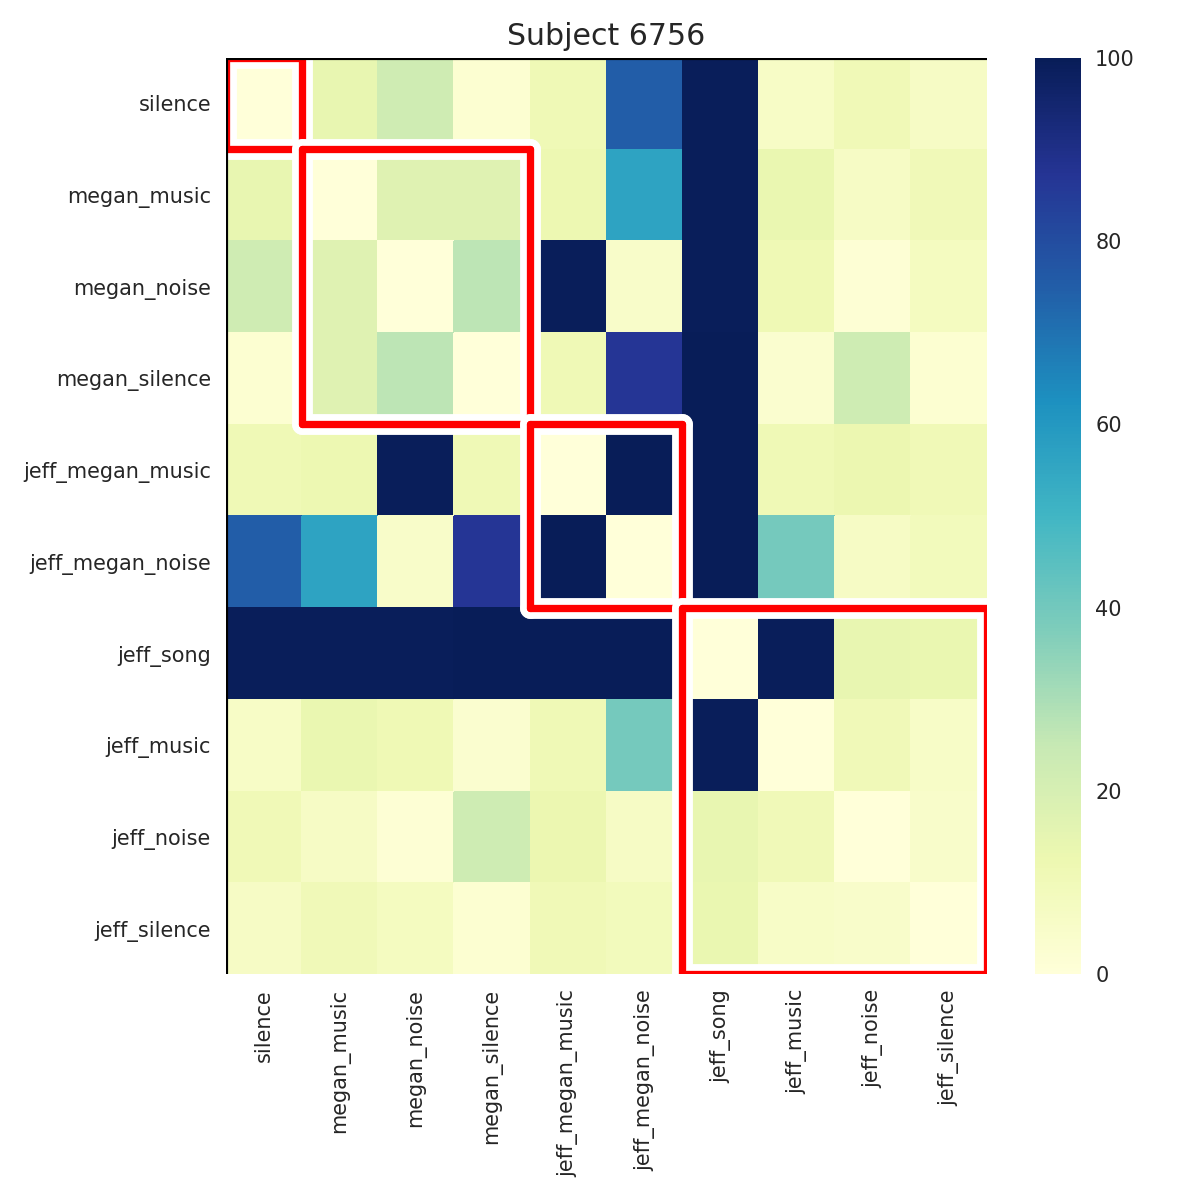 Subject 6756
silence
megan_music
megan_noise
megan_silence
jeff_megan_music
jeff_megan_noise
jeff_song
jeff_music
jeff_noise
jeff_silence
100
80
60
40
20
0
silence
megan_music
megan_noise
megan_silence
jeff_megan_music
jeff_megan_noise
jeff_song
jeff_music
jeff_noise
jeff_silence